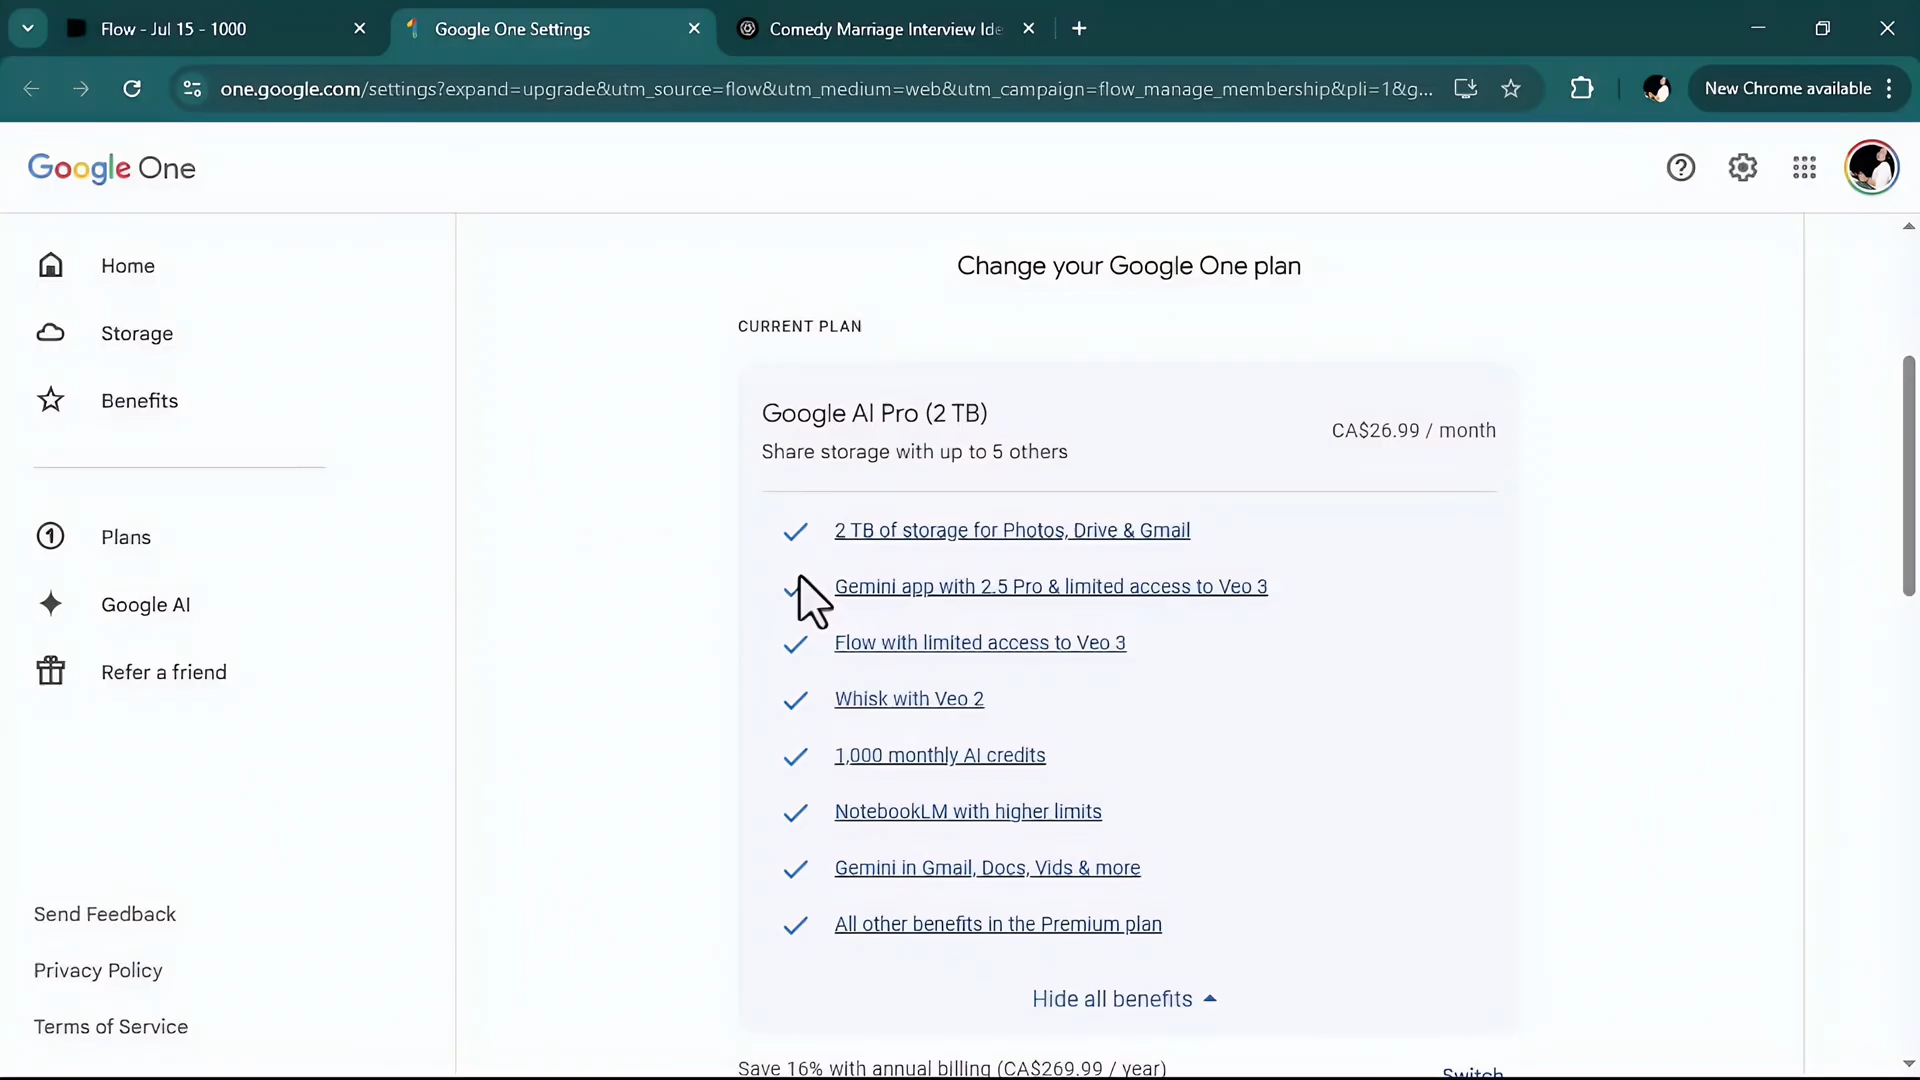 Flow - Jul 15 - 1000
Google One Settings
Comedy Marriage Interview Ide
one.google.com/settings?expand=upgrade&utm_source=flow&utm_medium=web&utm_campaign=flow_manage_membership&pli=1&g...
New Chrome available
Google One
Home
Storage
Benefits
Plans
Google AI
Refer a friend
Send Feedback
Privacy Policy
Terms of Service
Change your Google One plan
CURRENT PLAN
Google AI Pro (2 TB)
CA$26.99 / month
Share storage with up to 5 others
2 TB of storage for Photos, Drive & Gmail
Gemini app with 2.5 Pro & limited access to Veo 3
Flow with limited access to Veo 3
Whisk with Veo 2
1,000 monthly AI credits
NotebookLM with higher limits
Gemini in Gmail, Docs, Vids & more
All other benefits in the Premium plan
Hide all benefits
Save 16% with annual billing (CA$269.99 / year)
Switch